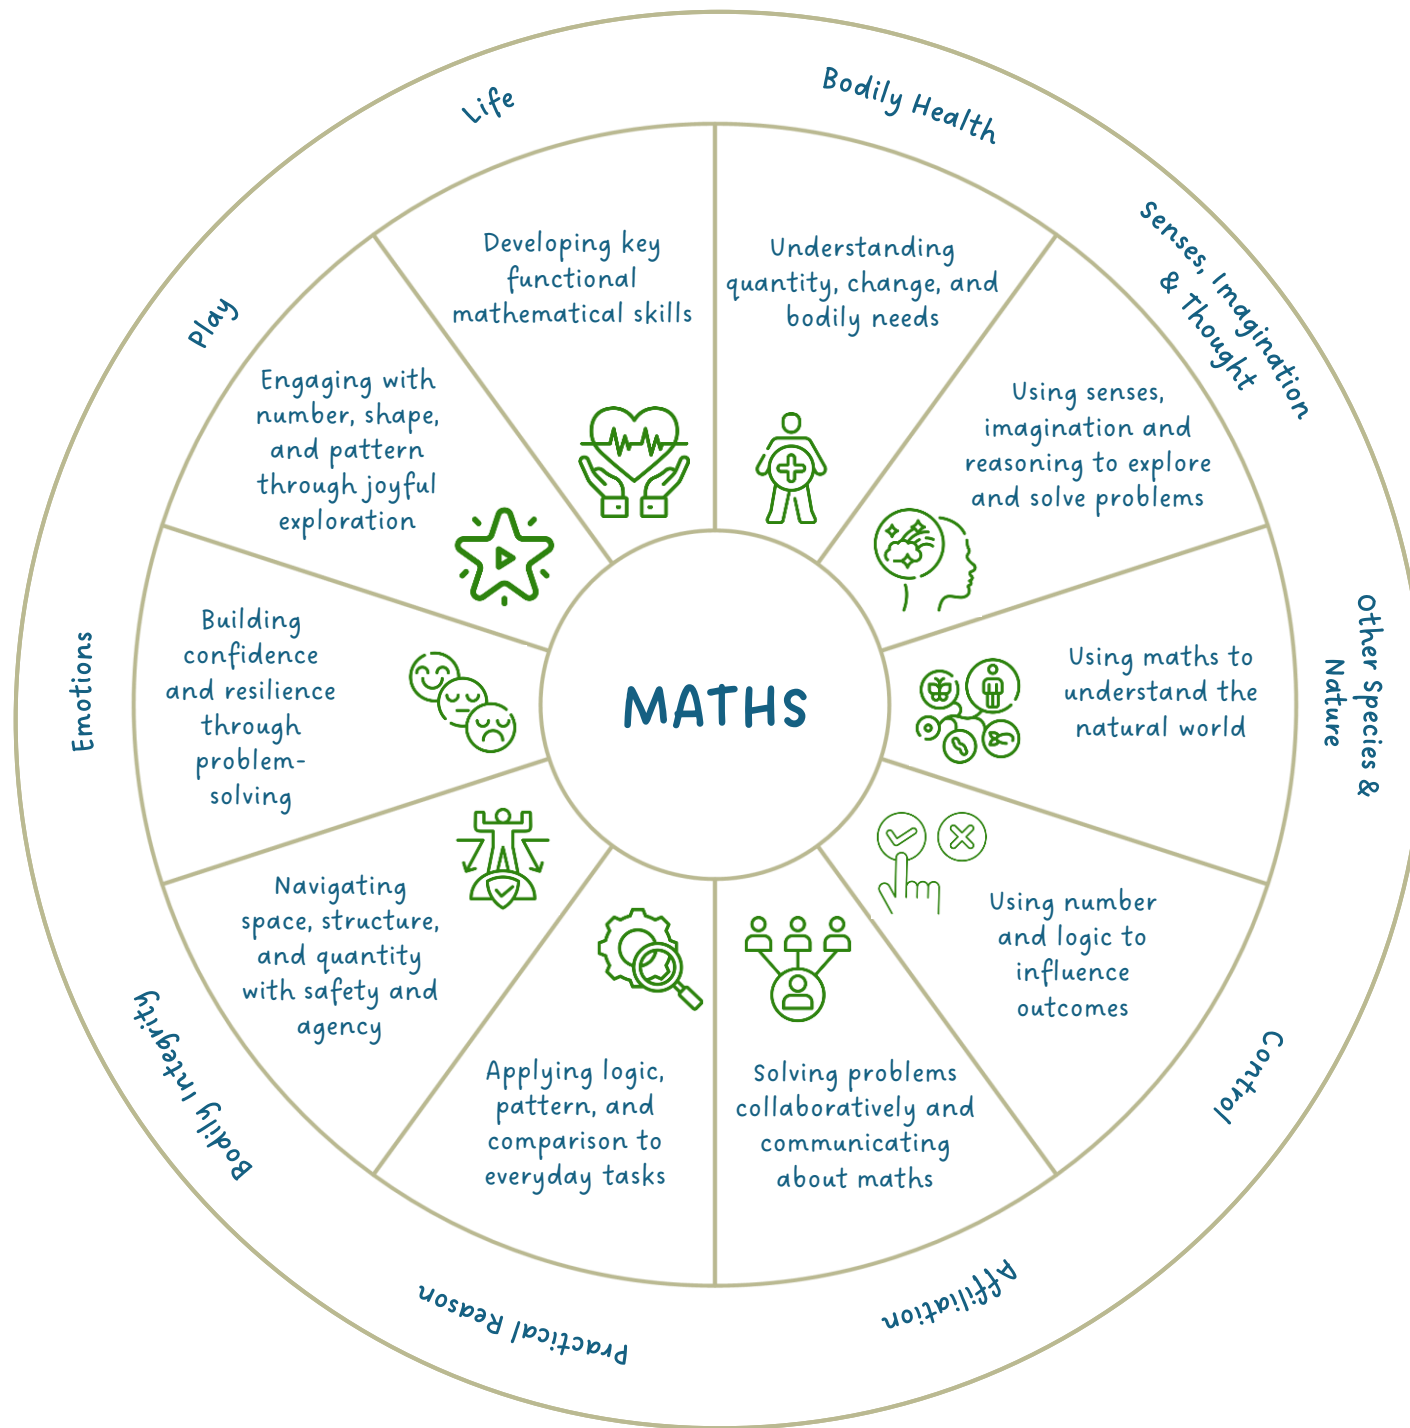 MATHS
Life
Developing key
functional
mathematical skills
Bodily Health
Understanding
quantity, change, and
bodily needs
Senses, Imagination
& Thought
Using senses,
imagination and
reasoning to explore
and solve problems
Other Species &
Nature
Using maths to
understand the
natural world
Control
Using number
and logic to
influence
outcomes
Affiliation
Solving problems
collaboratively and
communicating
about maths
Practical Reason
Applying logic,
pattern, and
comparison to
everyday tasks
Bodily Integrity
Navigating
space, structure,
and quantity
with safety and
agency
Emotions
Building
confidence
and resilience
through
problem-
solving
Play
Engaging with
number, shape,
and pattern
through joyful
exploration